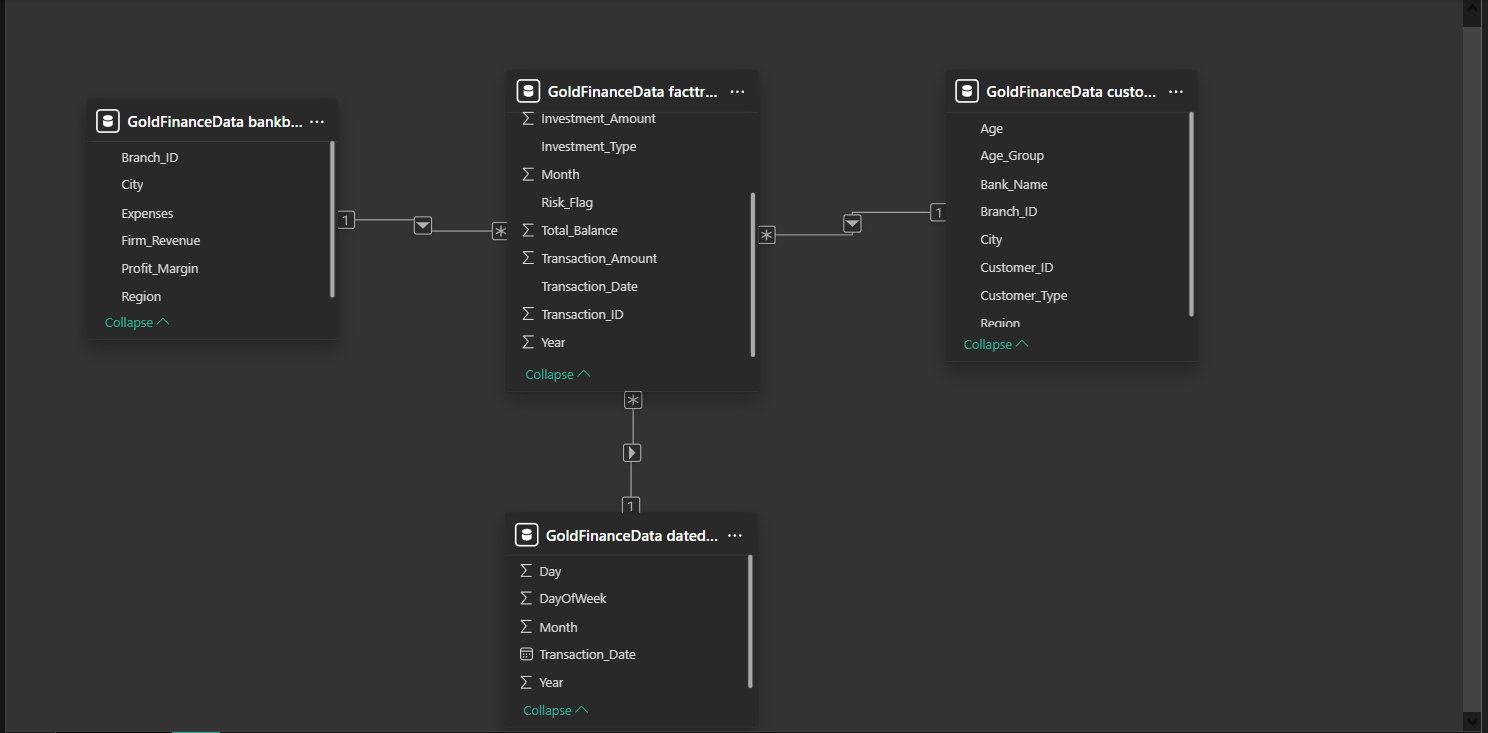 GoldFinanceData bankb... ...
Branch_ID
City
Expenses
Firm_Revenue
Profit_Margin
Region
Collapse
1
*
GoldFinanceData facttr... ...
Σ Investment_Amount
Investment_Type
Σ Month
Risk_Flag
Σ Total_Balance
Σ Transaction_Amount
Transaction_Date
Σ Transaction_ID
Σ Year
Collapse
*
1
GoldFinanceData custo... ...
Age
Age_Group
Bank_Name
Branch_ID
City
Customer_ID
Customer_Type
Region
Collapse
*
1
GoldFinanceData dated... ...
Σ Day
Σ DayOfWeek
Σ Month
Transaction_Date
Σ Year
Collapse